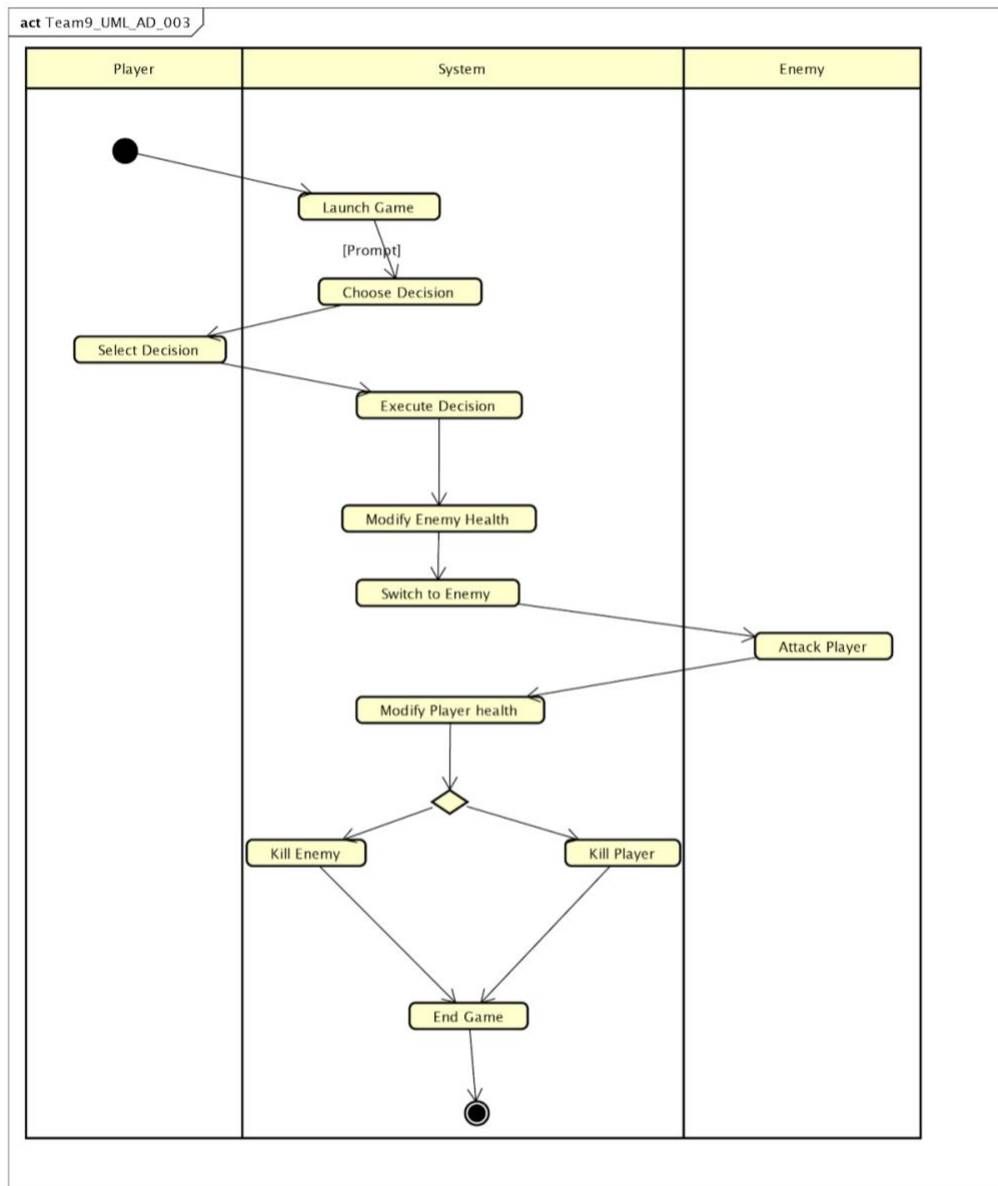 act Team9_UML_AD_003
Player
System
Enemy
Launch Game
[Prompt]
Choose Decision
Select Decision
Execute Decision
Modify Enemy Health
Switch to Enemy
Attack Player
Modify Player health
Kill Enemy
Kill Player
End Game